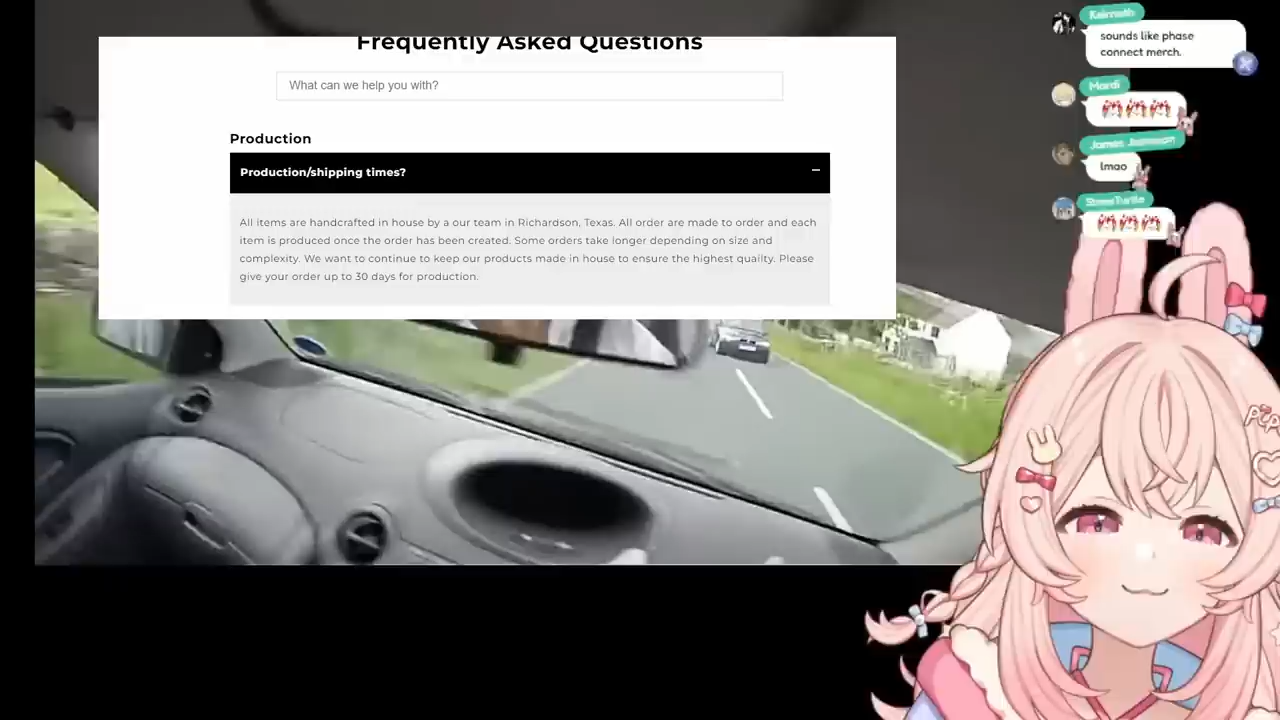 Frequently Asked Questions
What can we help you with?
Production
Production/shipping times?
All items are handcrafted in house by a our team in Richardson, Texas. All order are made to order and each
item is produced once the order has been created. Some orders take longer depending on size and
complexity. We want to continue to keep our products made in house to ensure the highest quailty. Please
give your order up to 30 days for production.
sounds like phase
connect merch.
Mardi
lmao